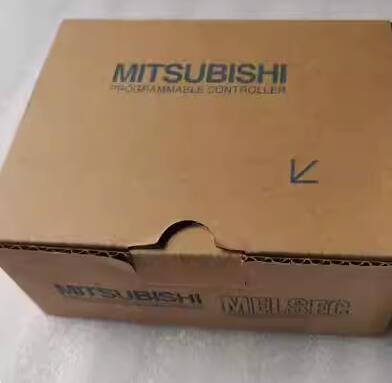 MITSUBISHI
PROGRAMMABLE CONTROLLER
MITSUBISHI MELSEC